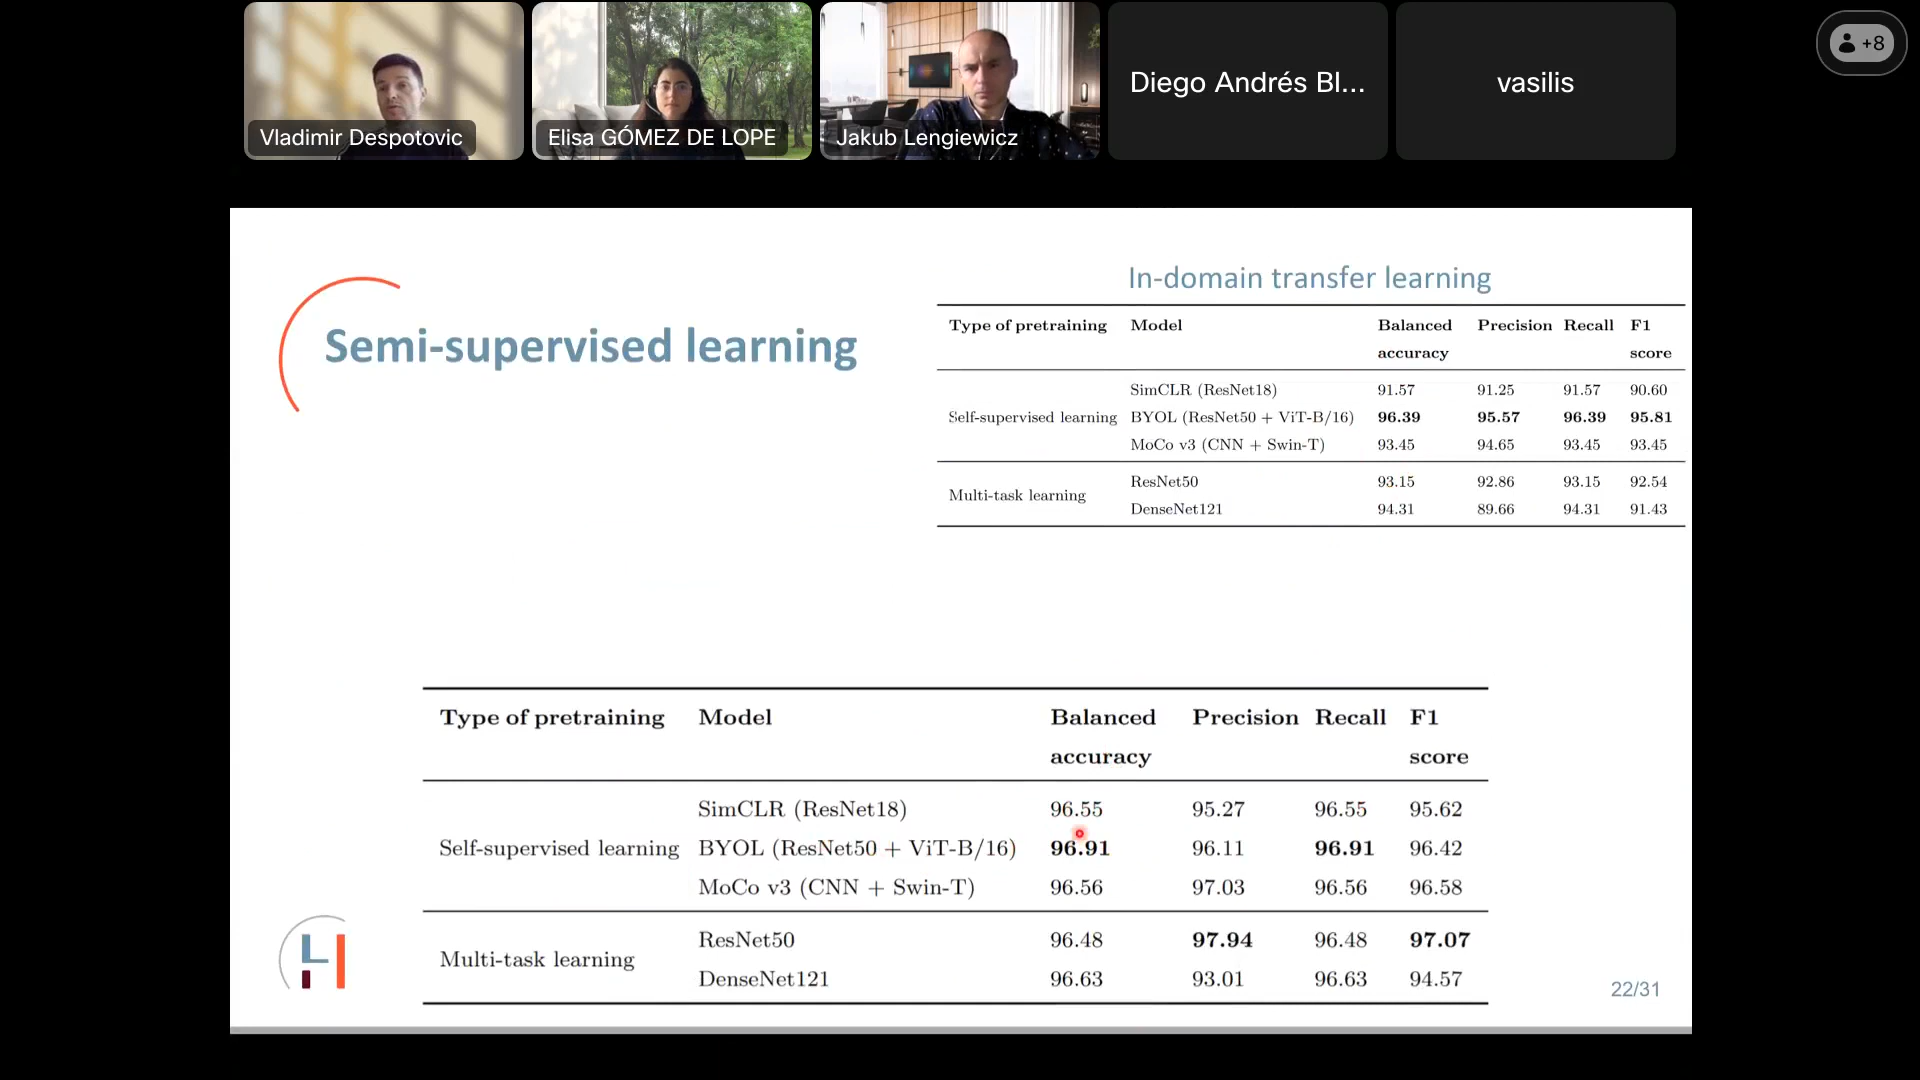 Vladimir Despotovic
Elisa GÓMEZ DE LOPE
Jakub Lengiewicz
Diego Andrés Bl...
vasilis
+8
In-domain transfer learning
Semi-supervised learning
Type of pretraining Model Balanced accuracy Precision Recall F1 score
SimCLR (ResNet18) 91.57 91.25 91.57 90.60
Self-supervised learning BYOL (ResNet50 + ViT-B/16) 96.39 95.57 96.39 95.81
MoCo v3 (CNN + Swin-T) 93.45 94.65 93.45 93.45
Multi-task learning
ResNet50 93.15 92.86 93.15 92.54
DenseNet121 94.31 89.66 94.31 91.43
Type of pretraining Model Balanced accuracy Precision Recall F1 score
SimCLR (ResNet18) 96.55 95.27 96.55 95.62
Self-supervised learning BYOL (ResNet50 + ViT-B/16) 96.91 96.11 96.91 96.42
MoCo v3 (CNN + Swin-T) 96.56 97.03 96.56 96.58
Multi-task learning
ResNet50 96.48 97.94 96.48 97.07
DenseNet121 96.63 93.01 96.63 94.57
22/31